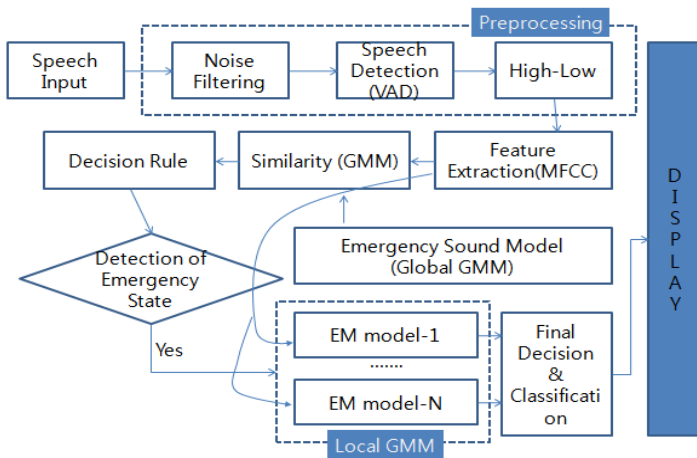 Preprocessing
Speech
Input
Noise
Filtering
Speech
Detection
(VAD)
High-Low
Decision Rule
Similarity (GMM)
Feature
Extraction(MFCC)
Detection of
Emergency
State
Emergency Sound Model
(Global GMM)
Yes
EM model-1
.......
EM model-N
Local GMM
Final
Decision
&
Classificati
on
D
I
S
P
L
A
Y